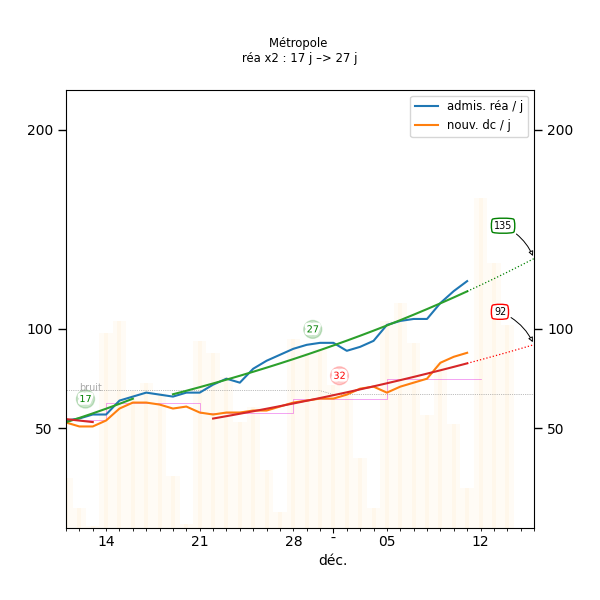 Métropole
réa x2 : 17 j –> 27 j
admis. réa / j
nouv. dc / j
200
200
135
100
100
27
92
32
bruit
17
50
50
14
21
28
-
05
12
déc.